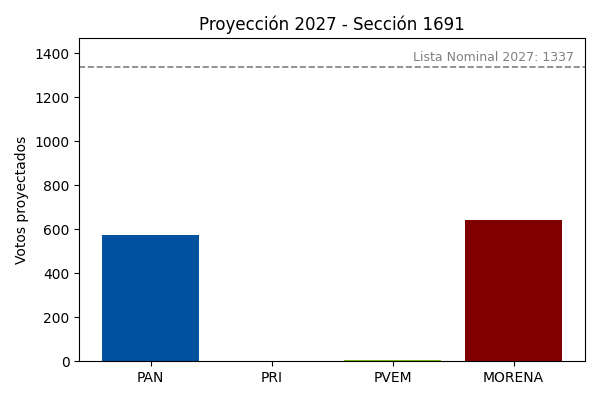 Proyección 2027 - Sección 1691
Votos proyectados
1400
1200
1000
800
600
400
200
0
Lista Nominal 2027: 1337
PAN
PRI
PVEM
MORENA